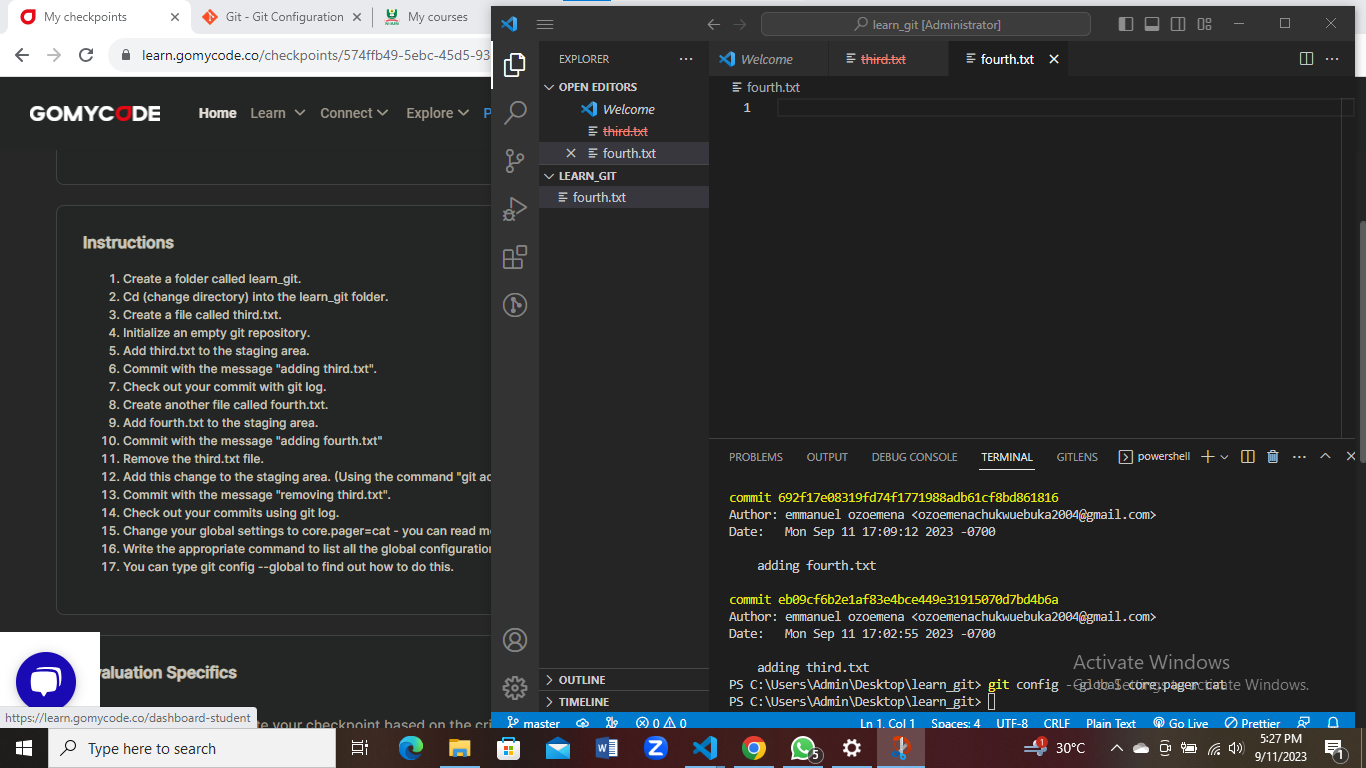 My checkpoints
Git - Git Configuration
My courses
learn.gomycode.co/checkpoints/574ffb49-5ebc-45d5-93
GOMYCODE
Home
Learn
Connect
Explore
P
Instructions
1. Create a folder called learn_git.
2. Cd (change directory) into the learn_git folder.
3. Create a file called third.txt.
4. Initialize an empty git repository.
5. Add third.txt to the staging area.
6. Commit with the message "adding third.txt".
7. Check out your commit with git log.
8. Create another file called fourth.txt.
9. Add fourth.txt to the staging area.
10. Commit with the message "adding fourth.txt"
11. Remove the third.txt file.
12. Add this change to the staging area. (Using the command "git ad
13. Commit with the message "removing third.txt".
14. Check out your commits using git log.
15. Change your global settings to core.pager=cat - you can read m
16. Write the appropriate command to list all the global configuration
17. You can type git config --global to find out how to do this.
valuation Specifics
te your checkpoint based on the cri
https://learn.gomycode.co/dashboard-student
learn_git [Administrator]
EXPLORER
OPEN EDITORS
Welcome
third.txt
fourth.txt
LEARN_GIT
fourth.txt
OUTLINE
TIMELINE
Welcome
third.txt
fourth.txt
fourth.txt
1
PROBLEMS
OUTPUT
DEBUG CONSOLE
TERMINAL
GITLENS
powershell
commit 692f17e08319fd74f1771988adb61cf8bd861816
Author: emmanuel ozoemena <ozoemenachukwuebuka2004@gmail.com>
Date: Mon Sep 11 17:09:12 2023 -0700
adding fourth.txt
commit eb09cf6b2e1af83e4bce449e31915070d7bd4b6a
Author: emmanuel ozoemena <ozoemenachukwuebuka2004@gmail.com>
Date: Mon Sep 11 17:02:55 2023 -0700
adding third.txt
PS C:\Users\Admin\Desktop\learn_git> git config --global core.pager cat
PS C:\Users\Admin\Desktop\learn_git>
Activate Windows
Go to Settings to activate Windows.
master
0
0
Ln 1, Col 1
Spaces: 4
UTF-8
CRLF
Plain Text
Go Live
Prettier
Type here to search
5
1
30°C
5:27 PM
9/11/2023
1